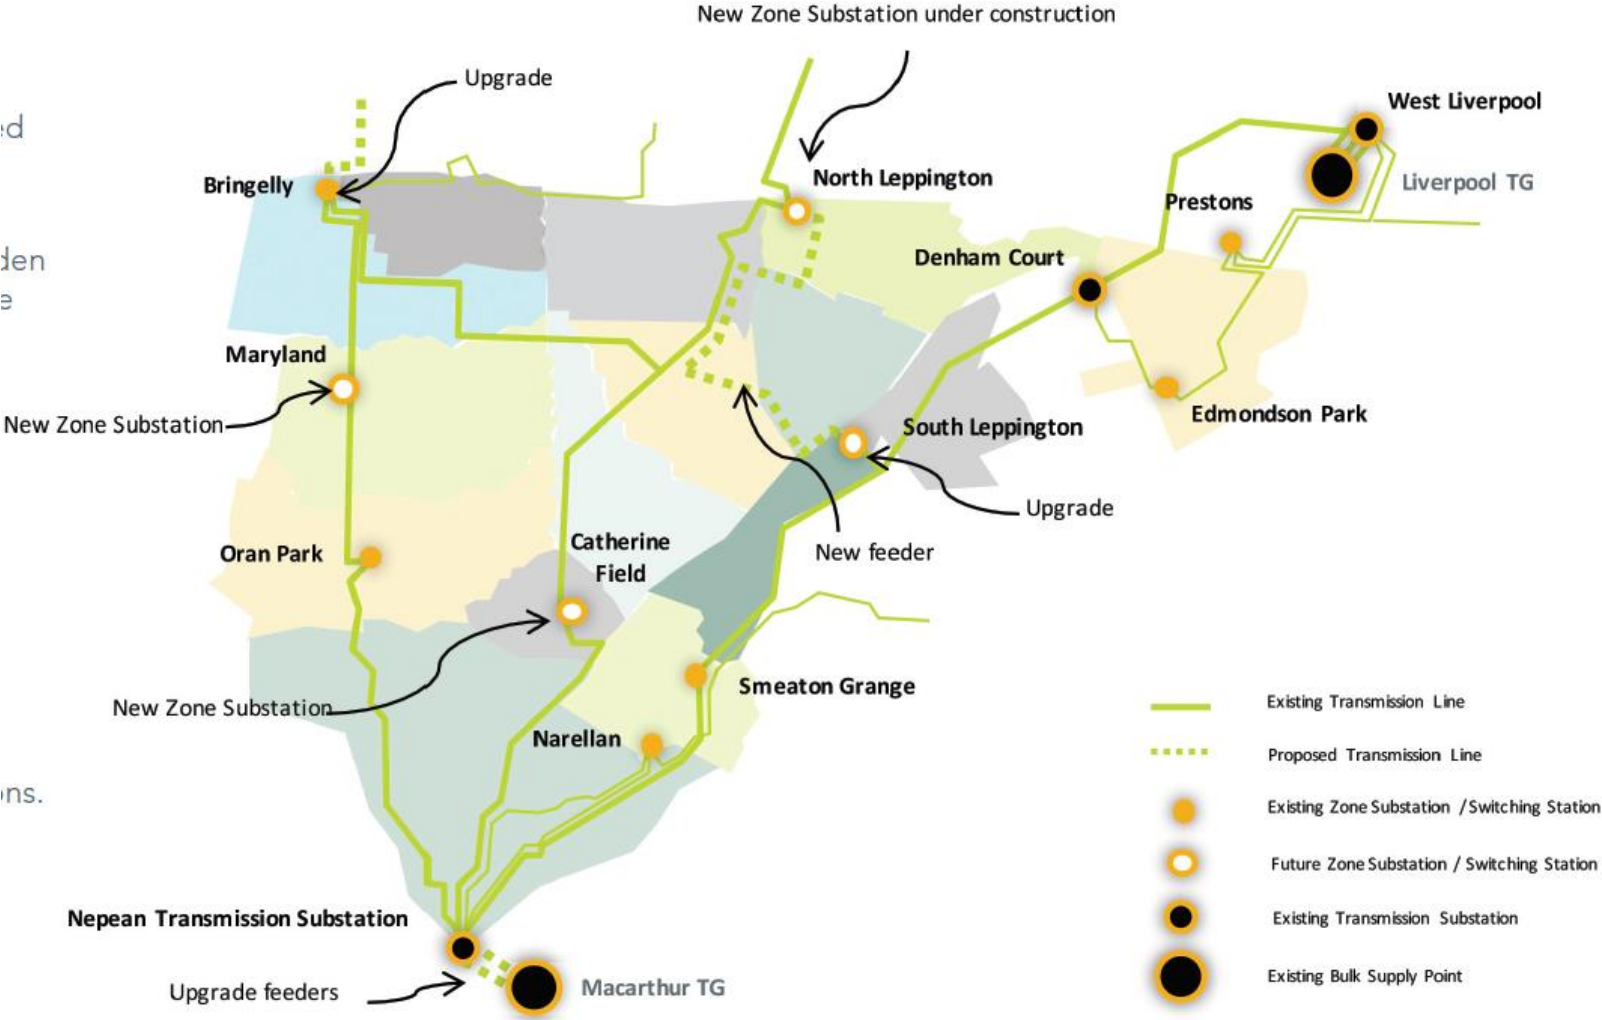 New Zone Substation under construction
Upgrade
West Liverpool
ed
Bringelly
North Leppington
Liverpool TG
Prestons
den
Denham Court
e
Maryland
New Zone Substation
South Leppington
Edmondson Park
Upgrade
Oran Park
Catherine
Field
New feeder
Smeaton Grange
New Zone Substation
Narellan
ns.
Nepean Transmission Substation
Upgrade feeders
Macarthur TG
Existing Transmission Line
Proposed Transmission Line
Existing Zone Substation / Switching Station
Future Zone Substation / Switching Station
Existing Transmission Substation
Existing Bulk Supply Point